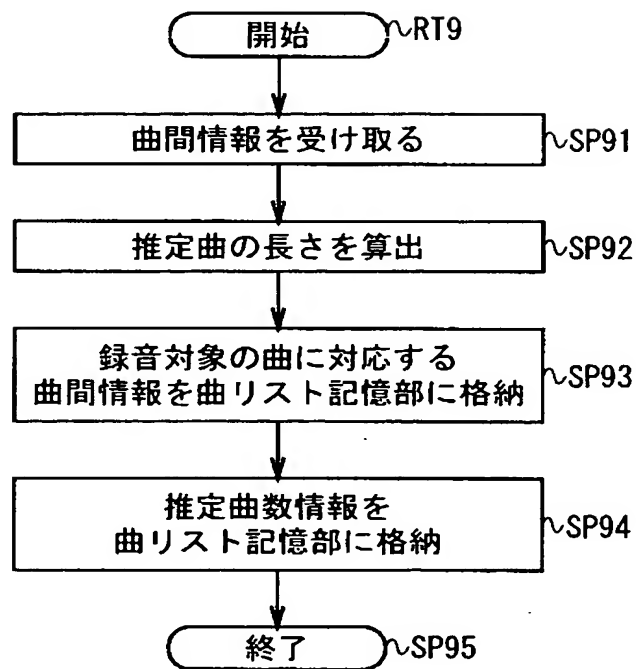 開始 RT9
曲間情報を受け取る SP91
推定曲の長さを算出 SP92
録音対象の曲に対応する
曲間情報を曲リスト記憶部に格納 SP93
推定曲数情報を
曲リスト記憶部に格納 SP94
終了 SP95